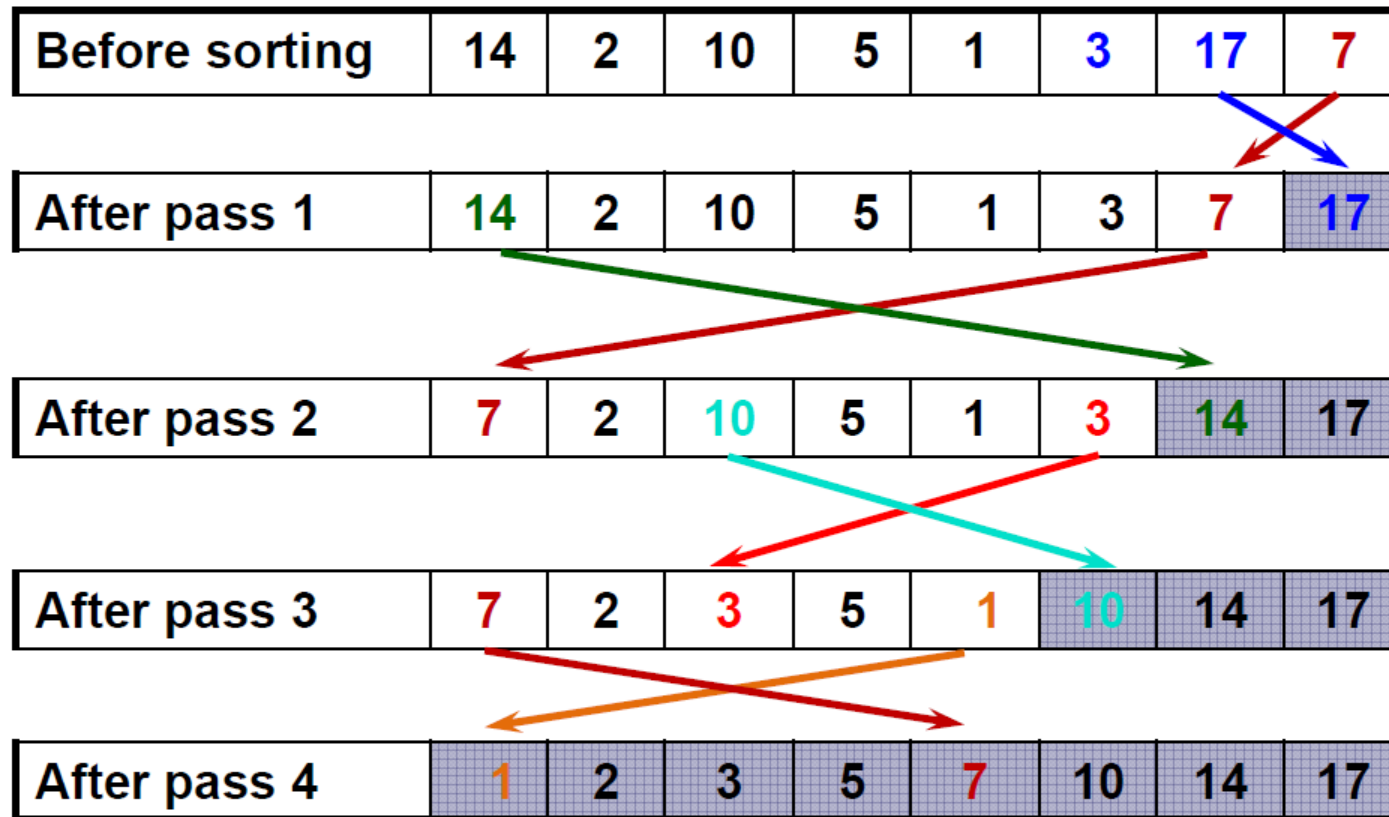 Before sorting 14 2 10 5 1 3 17 7
After pass 1 14 2 10 5 1 3 7 17
After pass 2 7 2 10 5 1 3 14 17
After pass 3 7 2 3 5 1 10 14 17
After pass 4 1 2 3 5 7 10 14 17